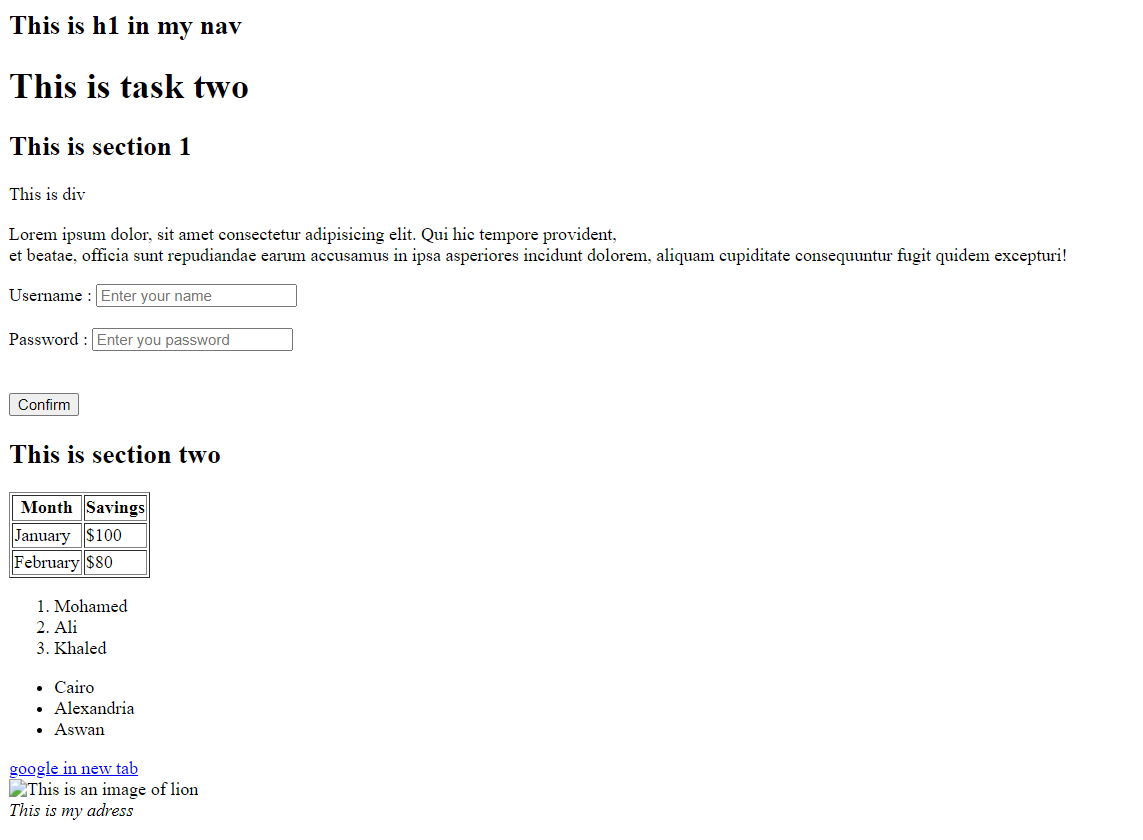 This is h1 in my nav
This is task two
This is section 1
This is div
Lorem ipsum dolor, sit amet consectetur adipisicing elit. Qui hic tempore provident,
et beatae, officia sunt repudiandae earum accusamus in ipsa asperiores incidunt dolorem, aliquam cupiditate consequuntur fugit quidem excepturi!
Username : Enter your name
Password : Enter you password
Confirm
This is section two
Month Savings
January $100
February $80
1. Mohamed
2. Ali
3. Khaled
• Cairo
• Alexandria
• Aswan
google in new tab
This is an image of lion
This is my adress